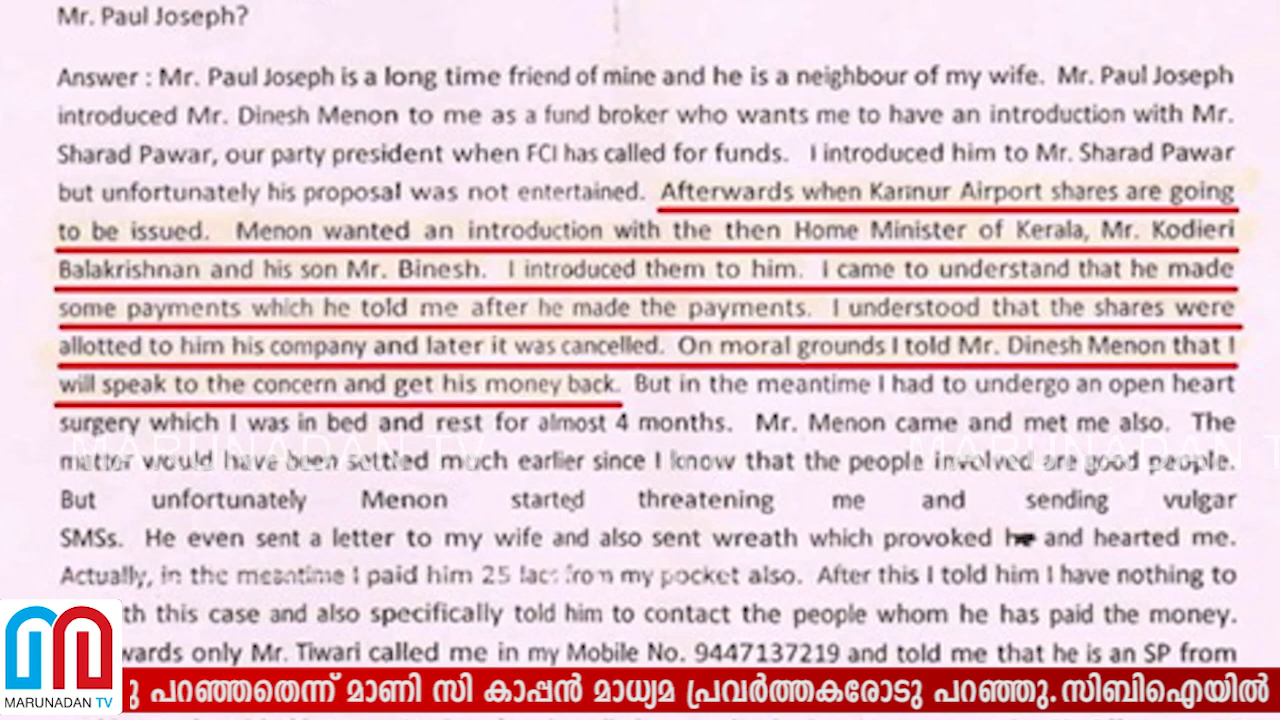 Mr. Paul Joseph?
Answer : Mr. Paul Joseph is a long time friend of mine and he is a neighbour of my wife. Mr. Paul Joseph
introduced Mr. Dinesh Menon to me as a fund broker who wants me to have an introduction with Mr.
Sharad Pawar, our party president when FCI has called for funds. I introduced him to Mr. Sharad Pawar
but unfortunately his proposal was not entertained. Afterwards when Kannur Airport shares are going
to be issued. Menon wanted an introduction with the then Home Minister of Kerala, Mr. Kodieri
Balakrishnan and his son Mr. Binesh. I introduced them to him. I came to understand that he made
some payments which he told me after he made the payments. I understood that the shares were
allotted to him his company and later it was cancelled. On moral grounds I told Mr. Dinesh Menon that I
will speak to the concern and get his money back. But in the meantime I had to undergo an open heart
surgery which I was in bed and rest for almost 4 months. Mr. Menon came and met me also. The
matter would have been settled much earlier since I know that the people involved are good people.
But unfortunately Menon started threatening me and sending vulgar
SMSs. He even sent a letter to my wife and also sent wreath which provoked and hearted me.
Actually, in the meantime I paid him 25 lacs from my pocket also. After this I told him I have nothing to
th this case and also specifically told him to contact the people whom he has paid the money.
wards only Mr. Tiwari called me in my Mobile No. 9447137219 and told me that he is an SP from
MARUNADAN TV
MARUNADAN T
MARUNADAN TV
ു പറഞ്ഞതെന്ന് മാണി സി കാപ്പൻ മാധ്യമ പ്രവർത്തകരോടു പറഞ്ഞു.സിബിഐയിൽ